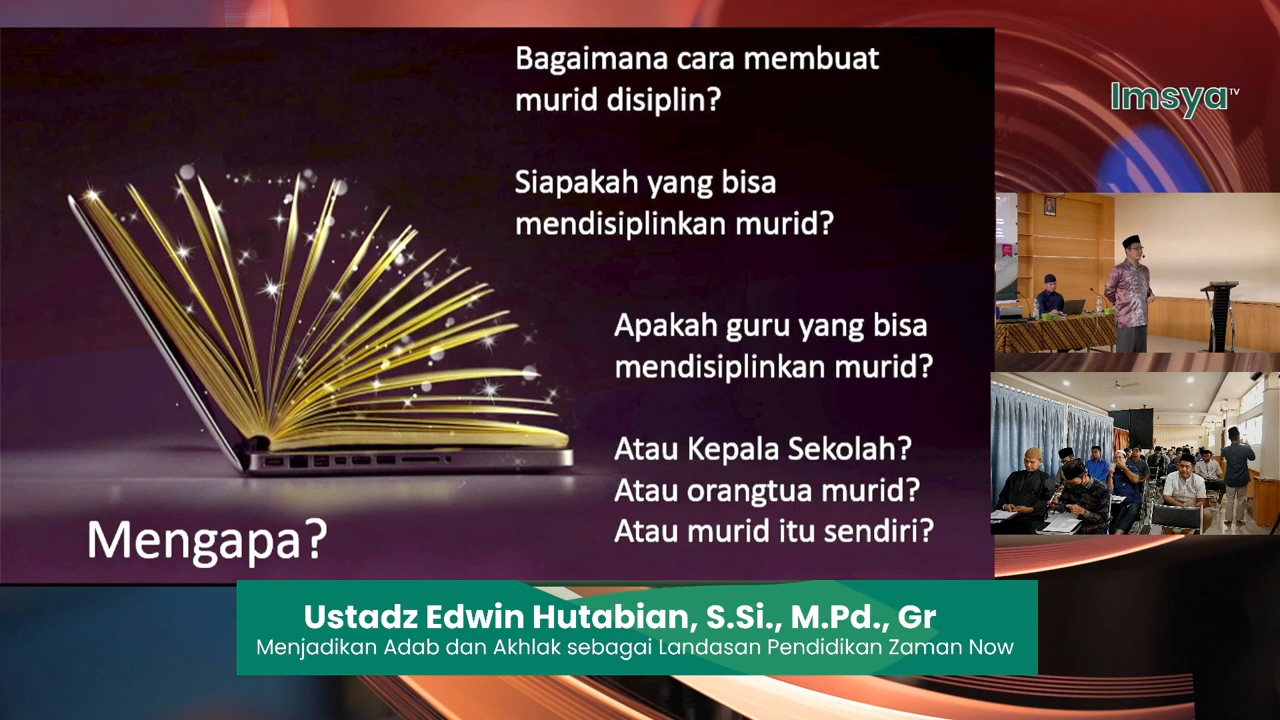 Bagaimana cara membuat
murid disiplin?
Siapakah yang bisa
mendisiplinkan murid?
Apakah guru yang bisa
mendisiplinkan murid?
Atau Kepala Sekolah?
Atau orangtua murid?
Atau murid itu sendiri?
Mengapa?
Imsya TV
Ustadz Edwin Hutabian, S.Si., M.Pd., Gr
Menjadikan Adab dan Akhlak sebagai Landasan Pendidikan Zaman Now